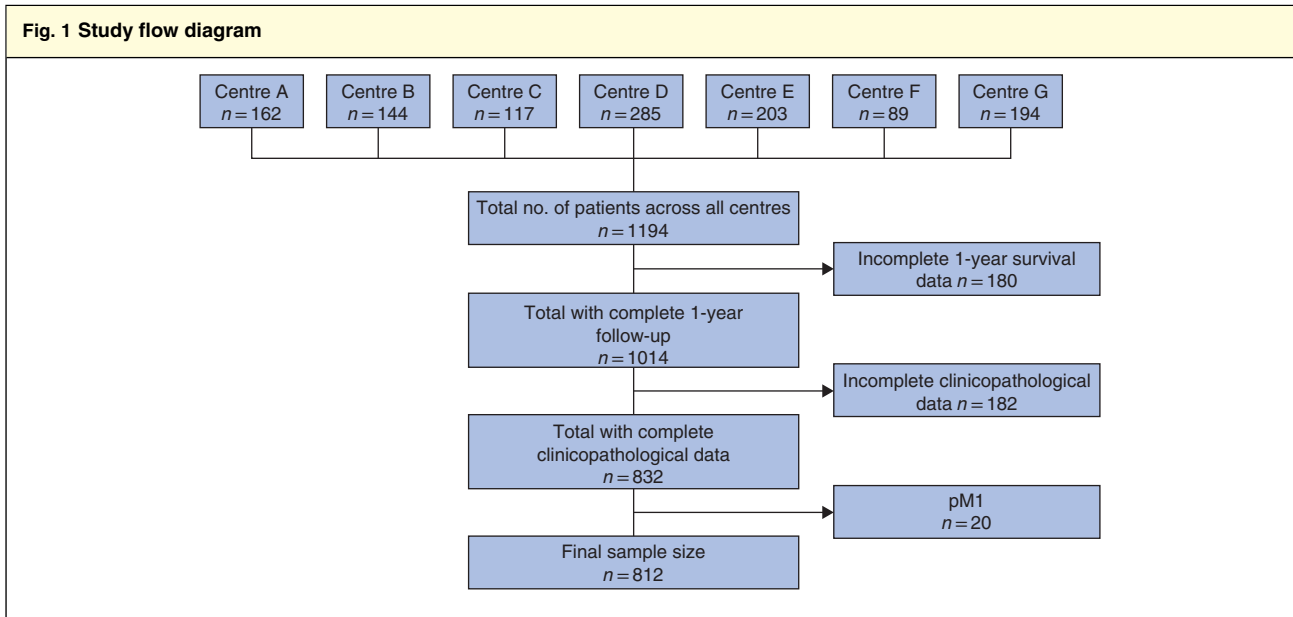 Fig. 1 Study flow diagram
Centre A
n = 162
Centre B
n = 144
Centre C
n = 117
Centre D
n = 285
Centre E
n = 203
Centre F
n = 89
Centre G
n = 194
Total no. of patients across all centres
n = 1194
Incomplete 1-year survival
data n = 180
Total with complete 1-year
follow-up
n = 1014
Incomplete clinicopathological
data n = 182
Total with complete
clinicopathological data
n = 832
pM1
n = 20
Final sample size
n = 812